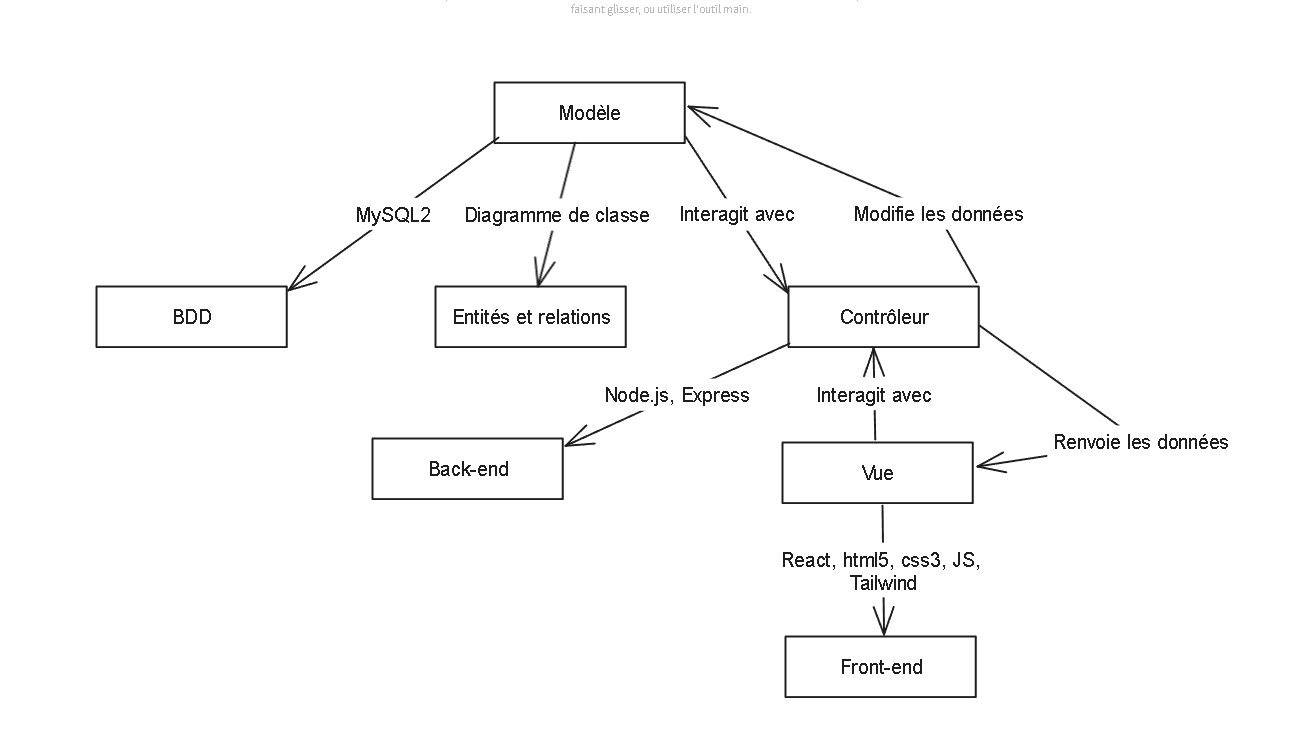 faisant glisser, ou utiliser l'outil main.
Modèle
MySQL2
Diagramme de classe
Interagit avec
Modifie les données
BDD
Entités et relations
Contrôleur
Node.js, Express
Interagit avec
Renvoie les données
Back-end
Vue
React, html5, css3, JS,
Tailwind
Front-end